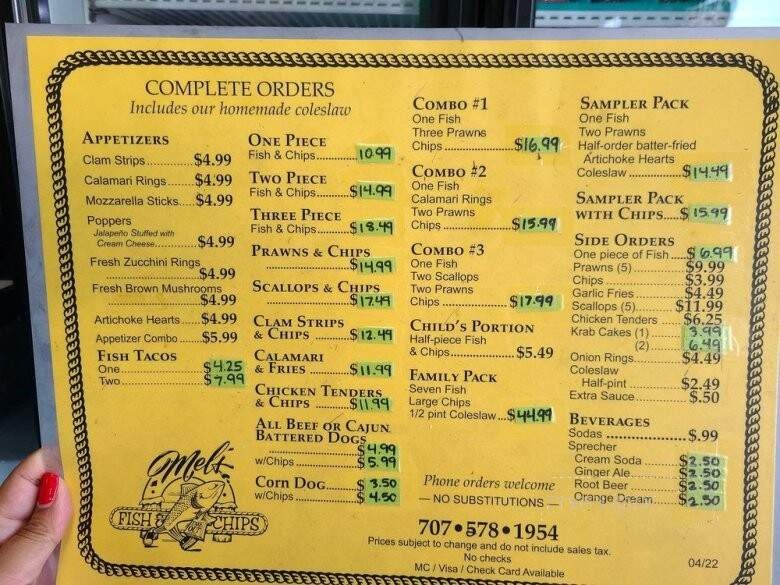 COMPLETE ORDERS
Includes our homemade coleslaw
APPETIZERS
Clam Strips ............ $4.99
Calamari Rings ....... $4.99
Mozzarella Sticks .... $4.99
Poppers
Jalapeño Stuffed with
Cream Cheese ............ $4.99
Fresh Zucchini Rings
............ $4.99
Fresh Brown Mushrooms
............ $4.99
Artichoke Hearts .... $4.99
Appetizer Combo .... $5.99
FISH TACOS
One ............ $4.25
Two ............ $7.99
Mel's
FISH & CHIPS
ONE PIECE
Fish & Chips ..... 10.99
TWO PIECE
Fish & Chips ..... $14.99
THREE PIECE
Fish & Chips ..... $18.49
PRAWNS & CHIPS
............ $14.99
SCALLOPS & CHIPS
............ $17.49
CLAM STRIPS
& CHIPS ............ $12.49
CALAMARI
& FRIES ............ $11.99
CHICKEN TENDERS
& CHIPS ............ $11.99
ALL BEEF OR CAJUN
BATTERED DOGS
............ $4.99
w/Chips ............ $5.99
CORN DOG ..... $3.50
w/Chips ............ $4.50
COMBO #1
One Fish
Three Prawns
Chips ............ $16.99
COMBO #2
One Fish
Calamari Rings
Two Prawns
Chips ............ $15.99
COMBO #3
One Fish
Two Scallops
Two Prawns
Chips ............ $17.99
CHILD'S PORTION
Half-piece Fish
& Chips ............ $5.49
FAMILY PACK
Seven Fish
Large Chips
1/2 pint Coleslaw ... $44.99
SAMPLER PACK
One Fish
Two Prawns
Half-order batter-fried
Artichoke Hearts
Coleslaw ............ $14.49
SAMPLER PACK
WITH CHIPS .... $15.99
SIDE ORDERS
One piece of Fish .... $6.99
Prawns (5) ............ $9.99
Chips ............ $3.99
Garlic Fries ............ $4.49
Scallops (5) ............ $11.99
Chicken Tenders ..... $6.25
Krab Cakes (1) ..... 3.99
(2) ..... 6.49
Onion Rings ............ $4.49
Coleslaw
Half-pint ............ $2.49
Extra Sauce ............ $.50
BEVERAGES
Sodas ............ $.99
Sprecher
Cream Soda ............ $2.50
Ginger Ale ............ $2.50
Root Beer ............ $2.50
Orange Dream ..... $2.50
Phone orders welcome
— NO SUBSTITUTIONS —
707•578•1954
Prices subject to change and do not include sales tax.
No checks
MC / Visa / Check Card Available
04/22